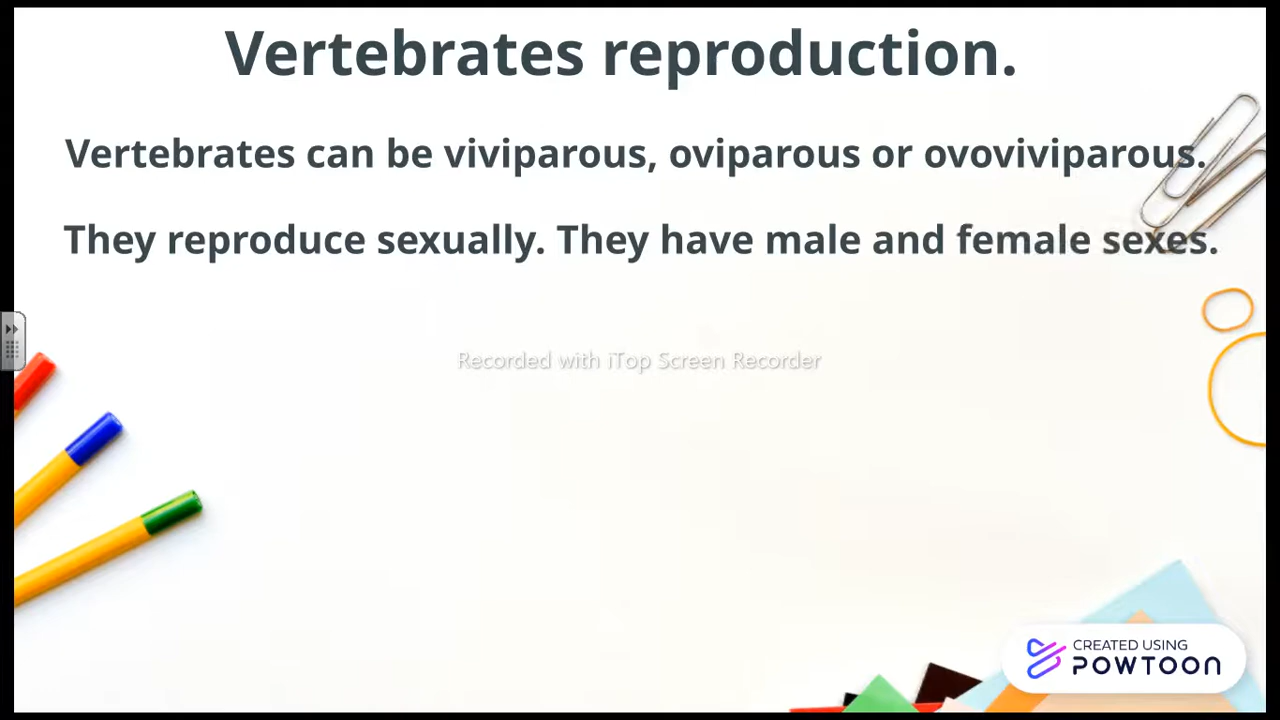 Vertebrates reproduction.
Vertebrates can be viviparous, oviparous or ovoviviparous.
They reproduce sexually. They have male and female sexes.
Recorded with iTop Screen Recorder
CREATED USING
POWTOON